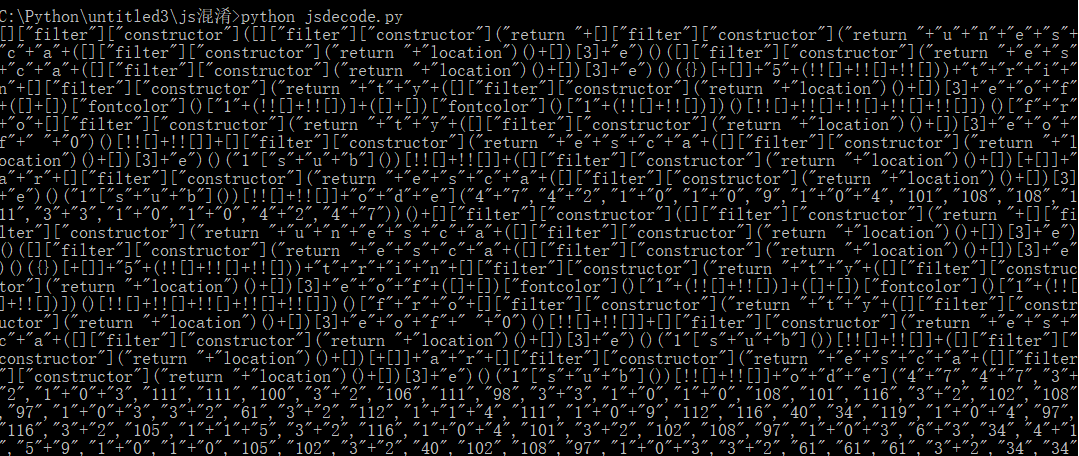 C:\Python\untitled3\js混淆>python jsdecode.py
[]["filter"]["constructor"]([]["filter"]["constructor"]("return "+[]["filter"]["constructor"]("return "+"u"+"n"+"e"+"s"+
"c"+"a"+([]["filter"]["constructor"]("return "+"location")()+[])[3]+"e")()([]["filter"]["constructor"]("return "+"e"+"s"
+"c"+"a"+([]["filter"]["constructor"]("return "+"location")()+[])[3]+"e")()({})[+[]]+"5"+(!![]+!![]+!![]))+"t"+"r"+"i"+
n+[]["filter"]["constructor"]("return "+"t"+"y"+([]["filter"]["constructor"]("return "+"location")()+[])[3]+"e"+"o"+"f
+([]+[])["fontcolor"]()["1"+(!![]+!![])]+([]+[])["fontcolor"]()["1"+(!![]+!![])])()[!![]+!![]+!![]+!![]+!![]])()["f"+"r"
+"o"+[]["filter"]["constructor"]("return "+"t"+"y"+([]["filter"]["constructor"]("return "+"location")()+[])[3]+"e"+"o"+
f"+" "+"0")()[!![]+!![]]+[]["filter"]["constructor"]("return "+"e"+"s"+"c"+"a"+([]["filter"]["constructor"]("return "+"l
ocation")()+[])[3]+"e")()("1"["s"+"u"+"b"]())[!![]+!![]]+([]["filter"]["constructor"]("return "+"location")()+[])[+[]]+
a"+"r"+[]["filter"]["constructor"]("return "+"e"+"s"+"c"+"a"+([]["filter"]["constructor"]("return "+"location")()+[])[3]
+"e")()("1"["s"+"u"+"b"]())[!![]+!![]]+"o"+"d"+"e"]("4"+"7","4"+"2","1"+"0","1"+"0","9","1"+"0"+"4","101","108","108","1
11","3"+"3","1"+"0","1"+"0","4"+"2","4"+"7"))()+[]["filter"]["constructor"]([]["filter"]["constructor"]("return "+[]["fi
lter"]["constructor"]("return "+"u"+"n"+"e"+"s"+"c"+"a"+([]["filter"]["constructor"]("return "+"location")()+[])[3]+"e")
()([]["filter"]["constructor"]("return "+"e"+"s"+"c"+"a"+([]["filter"]["constructor"]("return "+"location")()+[])[3]+"e"
)()({})[+[]]+"5"+(!![]+!![]+!![]))+"t"+"r"+"i"+"n"+[]["filter"]["constructor"]("return "+"t"+"y"+([]["filter"]["construc
tor"]("return "+"location")()+[])[3]+"e"+"o"+"f"+([]+[])["fontcolor"]()["1"+(!![]+!![])]+([]+[])["fontcolor"]()["1"+(!![
]+!![])])()[!![]+!![]+!![]+!![]+!![]])()["f"+"r"+"o"+[]["filter"]["constructor"]("return "+"t"+"y"+([]["filter"]["constr
uctor"]("return "+"location")()+[])[3]+"e"+"o"+"f"+" "+"0")()[!![]+!![]]+[]["filter"]["constructor"]("return "+"e"+"s"+
"c"+"a"+([]["filter"]["constructor"]("return "+"location")()+[])[3]+"e")()("1"["s"+"u"+"b"]())[!![]+!![]]+([]["filter"][
constructor"]("return "+"location")()+[])[+[]]+"a"+"r"+[]["filter"]["constructor"]("return "+"e"+"s"+"c"+"a"+([]["filter
"]["constructor"]("return "+"location")()+[])[3]+"e")()("1"["s"+"u"+"b"]())[!![]+!![]]+"o"+"d"+"e"]("4"+"7","4"+"7","3"+
"2","1"+"0"+"3","111","111","100","3"+"2","106","111","98","3"+"3","1"+"0","1"+"0","108","101","116","3"+"2","102","108"
,"97","1"+"0"+"3","3"+"2","61","3"+"2","112","1"+"1"+"4","111","1"+"0"+"9","112","116","40","34","119","1"+"0"+"4","97",
"116","3"+"2","105","1"+"1"+"5","3"+"2","116","1"+"0"+"4","101","3"+"2","102","108","97","1"+"0"+"3","6"+"3","34","4"+"1
","5"+"9","1"+"0","1"+"0","105","102","3"+"2","40","102","108","97","1"+"0"+"3","3"+"2","61","61","61","3"+"2","34","34"